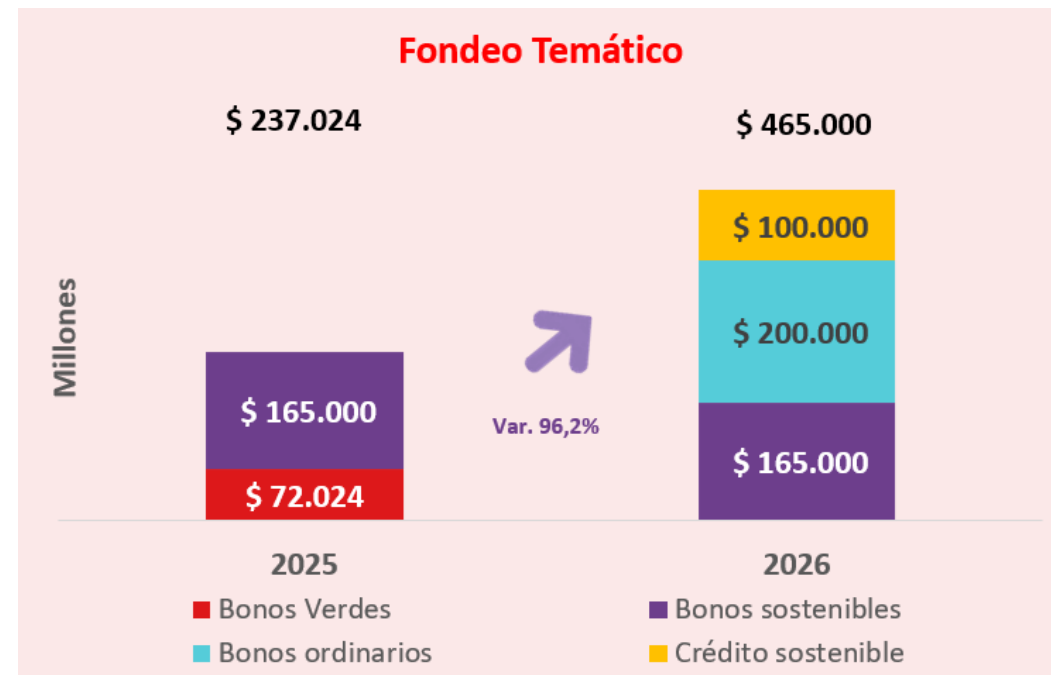 Fondeo Temático
$ 237.024
$ 465.000
Millones
$ 100.000
$ 200.000
$ 165.000
$ 165.000
$ 72.024
Var. 96,2%
2025
2026
Bonos Verdes
Bonos sostenibles
Bonos ordinarios
Crédito sostenible